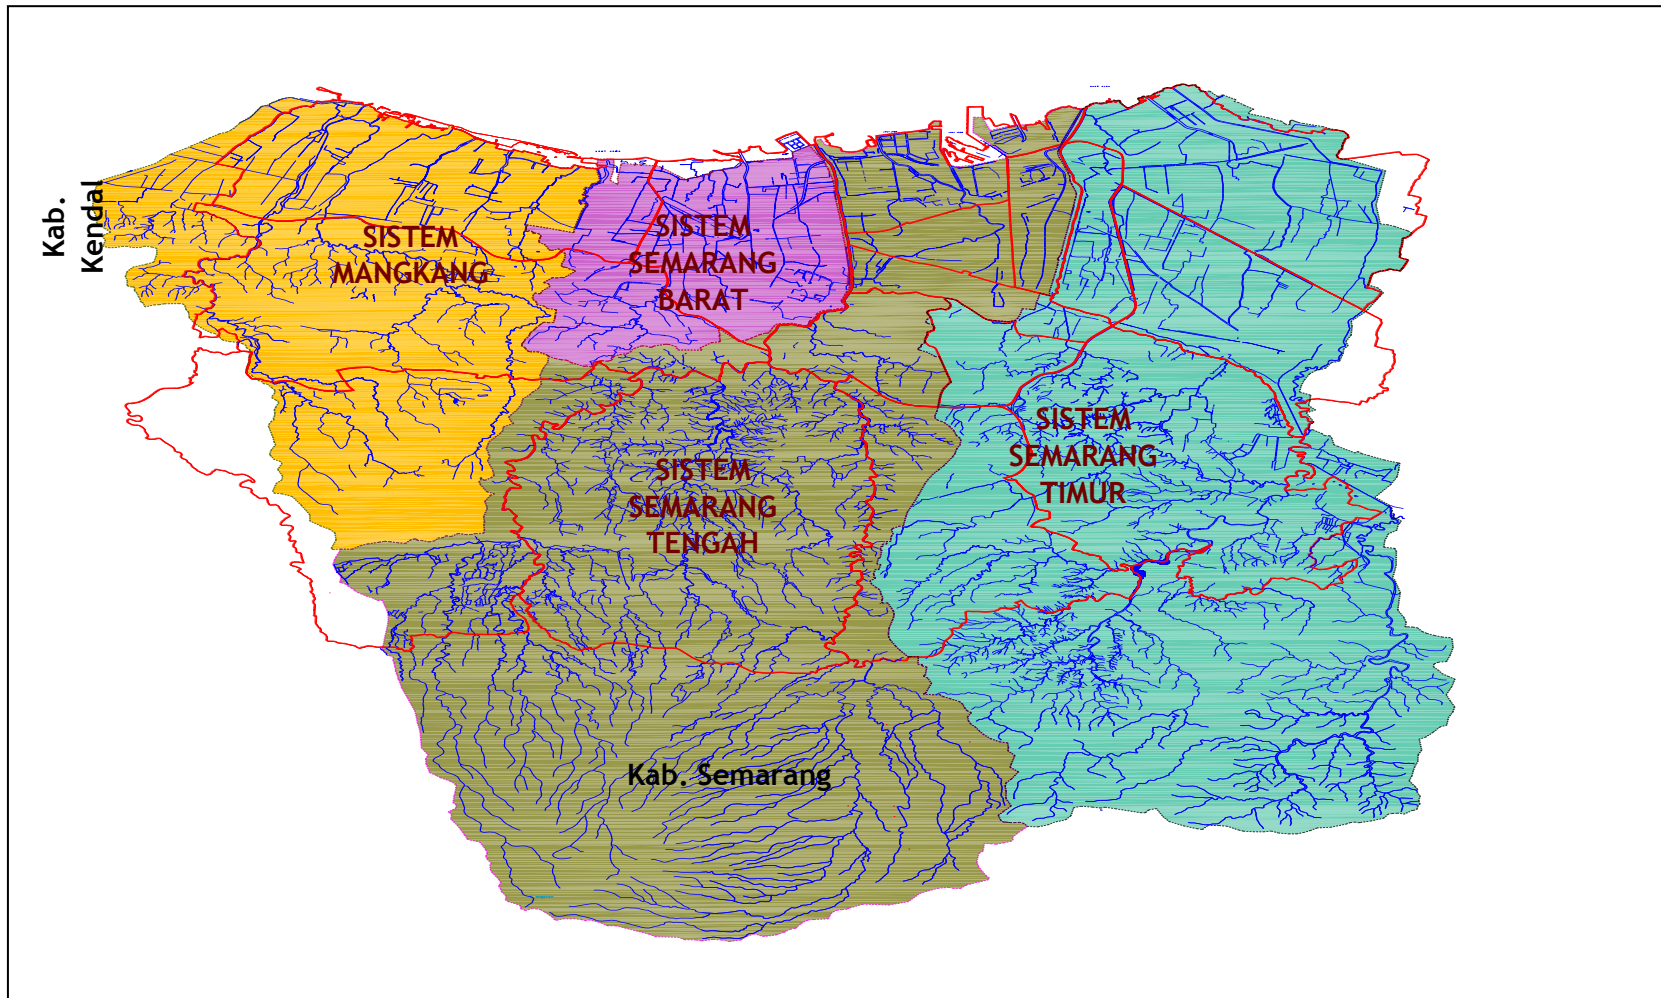 Kab.
Kendal
SISTEM
MANGKANG
SISTEM
SEMARANG
BARAT
SISTEM
SEMARANG
TENGAH
SISTEM
SEMARANG
TIMUR
Kab. Semarang